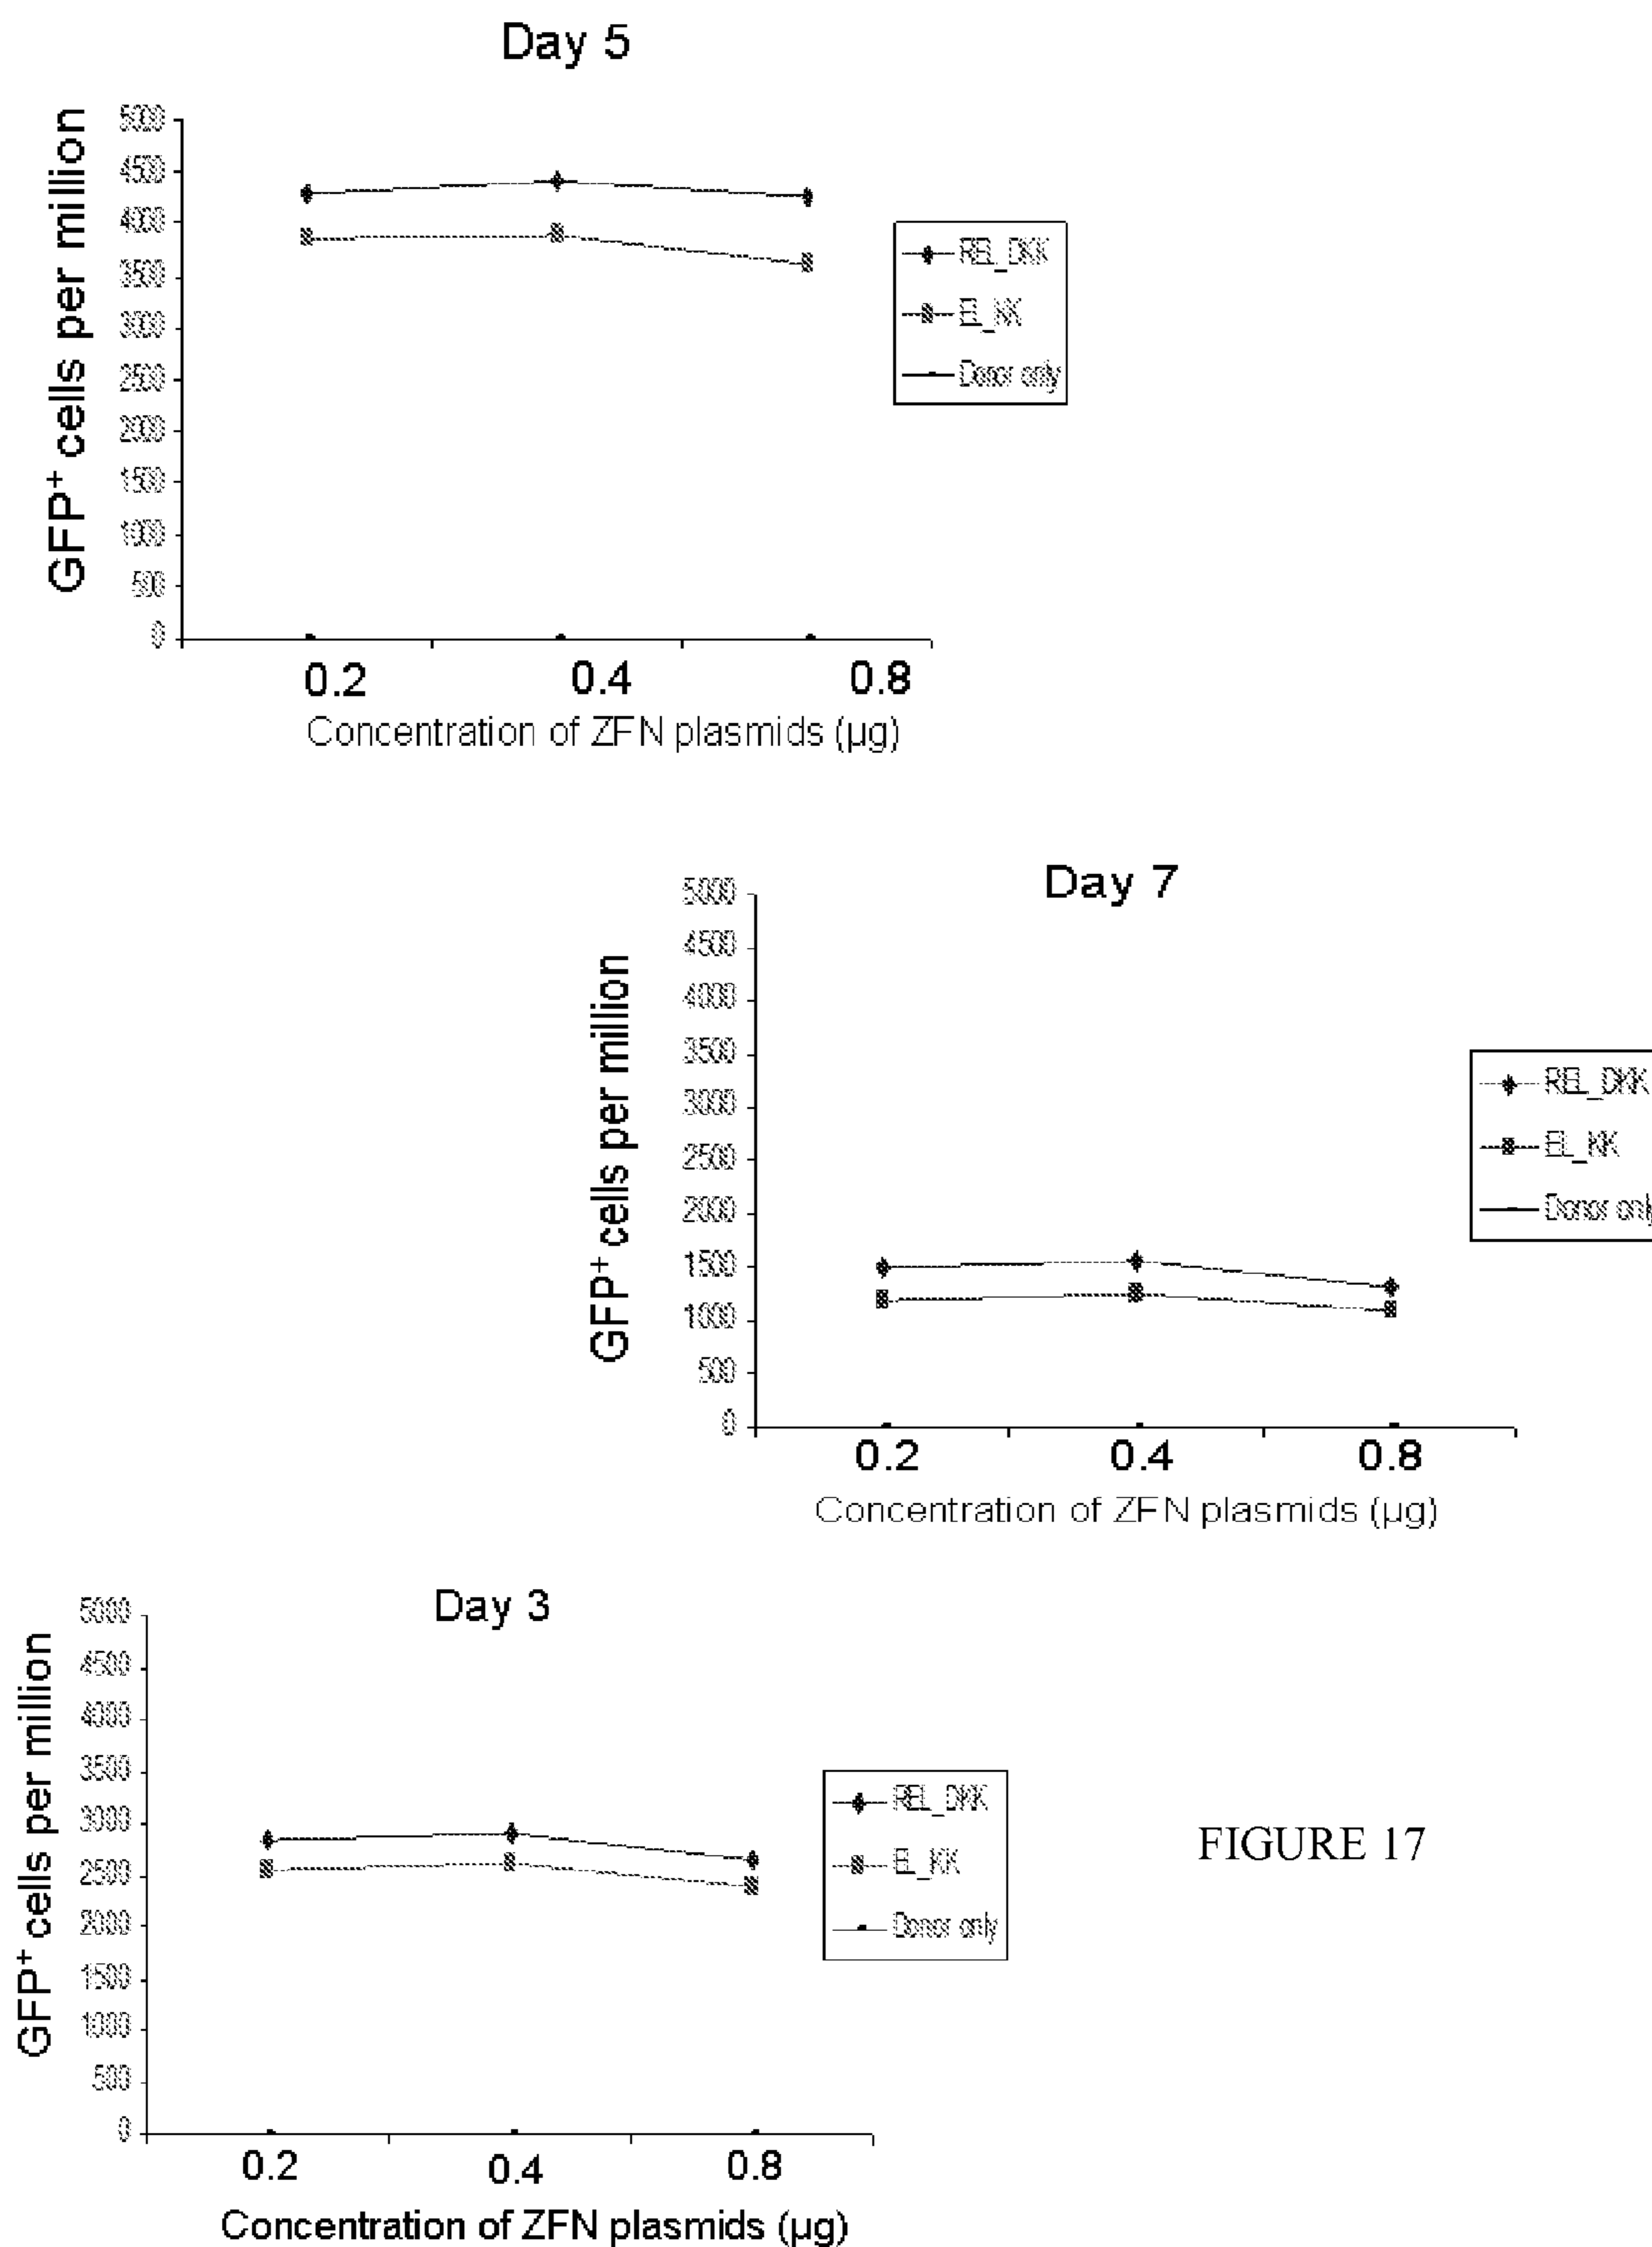 Day 5
GFP⁺ cells per million
5000
4500
4000
3500
3000
2500
2000
1500
1000
500
0
0.2 0.4 0.8
Concentration of ZFN plasmids (µg)
REL_DKK
EL_KK
Donor only
Day 7
GFP⁺ cells per million
5000
4500
4000
3500
3000
2500
2000
1500
1000
500
0
0.2 0.4 0.8
Concentration of ZFN plasmids (µg)
REL_DKK
EL_KK
Donor only
Day 3
GFP⁺ cells per million
5000
4500
4000
3500
3000
2500
2000
1500
1000
500
0
0.2 0.4 0.8
Concentration of ZFN plasmids (µg)
REL_DKK
EL_KK
Donor only
FIGURE 17